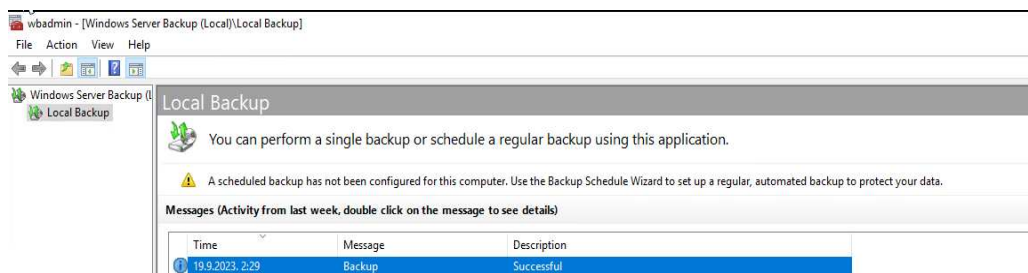 wbadmin - [Windows Server Backup (Local)\Local Backup]
File Action View Help
Windows Server Backup (L
Local Backup
Local Backup
You can perform a single backup or schedule a regular backup using this application.
A scheduled backup has not been configured for this computer. Use the Backup Schedule Wizard to set up a regular, automated backup to protect your data.
Messages (Activity from last week, double click on the message to see details)
Time Message Description
19.9.2023. 2:29 Backup Successful